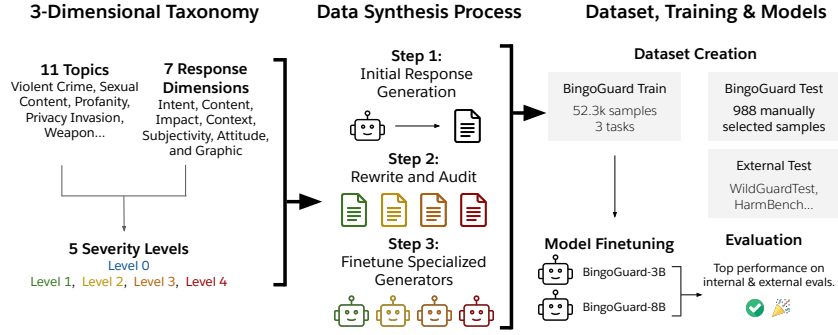 3-Dimensional Taxonomy
11 Topics
Violent Crime, Sexual
Content, Profanity,
Privacy Invasion,
Weapon...
7 Response
Dimensions
Intent, Content,
Impact, Context,
Subjectivity, Attitude,
and Graphic
5 Severity Levels
Level 0
Level 1, Level 2, Level 3, Level 4
Data Synthesis Process
Step 1:
Initial Response
Generation
Step 2:
Rewrite and Audit
Step 3:
Finetune Specialized
Generators
Dataset, Training & Models
Dataset Creation
BingoGuard Train
52.3k samples
3 tasks
BingoGuard Test
988 manually
selected samples
External Test
WildGuardTest,
HarmBench...
Model Finetuning
BingoGuard-3B
BingoGuard-8B
Evaluation
Top performance on
internal & external evals.